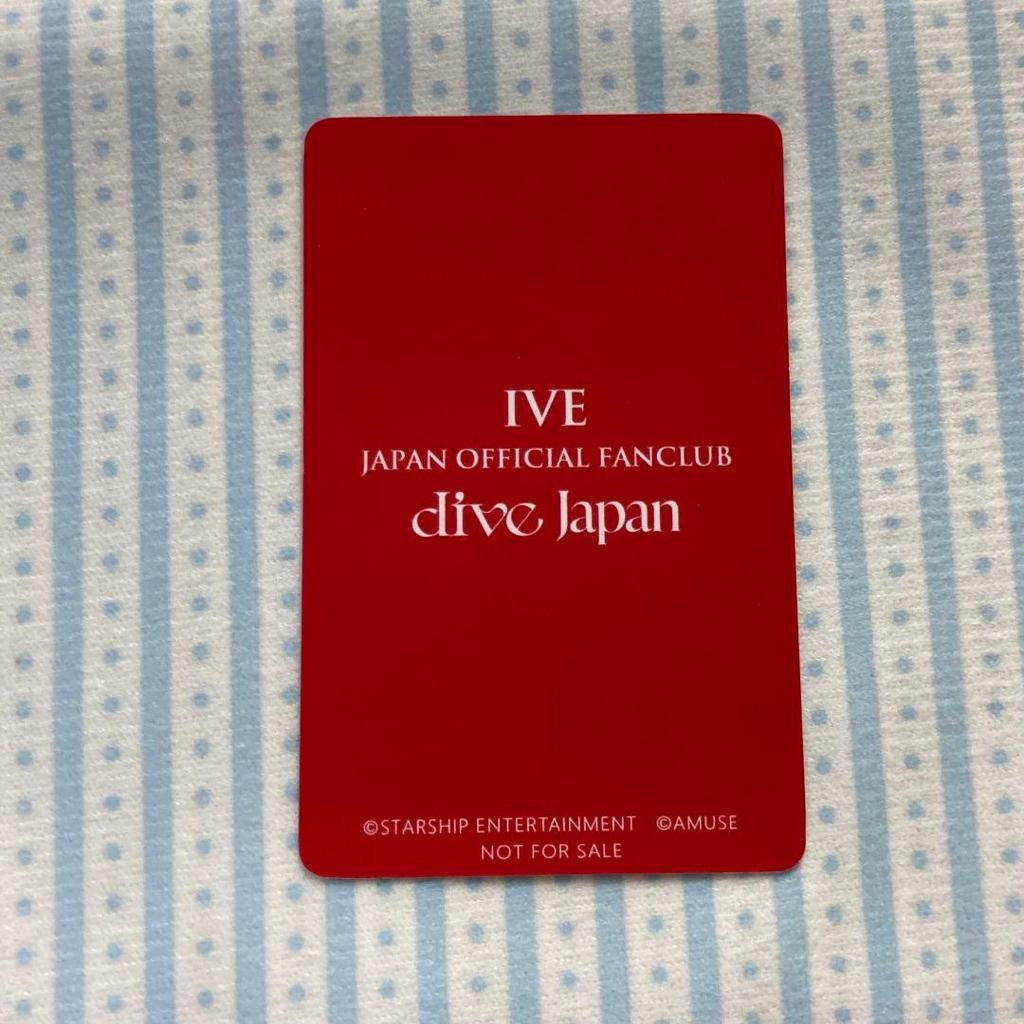 IVE
JAPAN OFFICIAL FANCLUB
dive Japan
©STARSHIP ENTERTAINMENT ©AMUSE
NOT FOR SALE